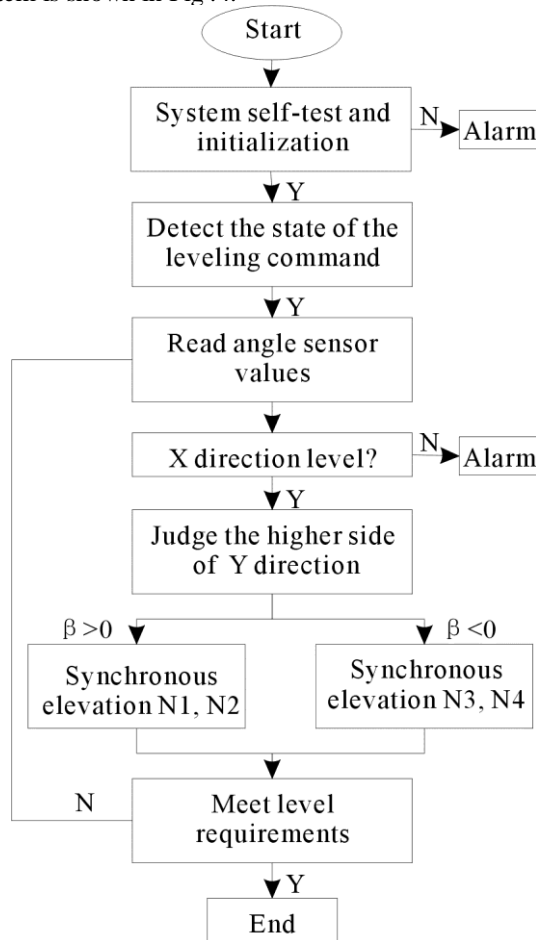 Start
System self-test and
initialization
N
Alarm
Y
Detect the state of the
leveling command
Y
Read angle sensor
values
X direction level?
N
Alarm
Y
Judge the higher side
of Y direction
β >0
β <0
Synchronous
elevation N1, N2
Synchronous
elevation N3, N4
N
Meet level
requirements
Y
End